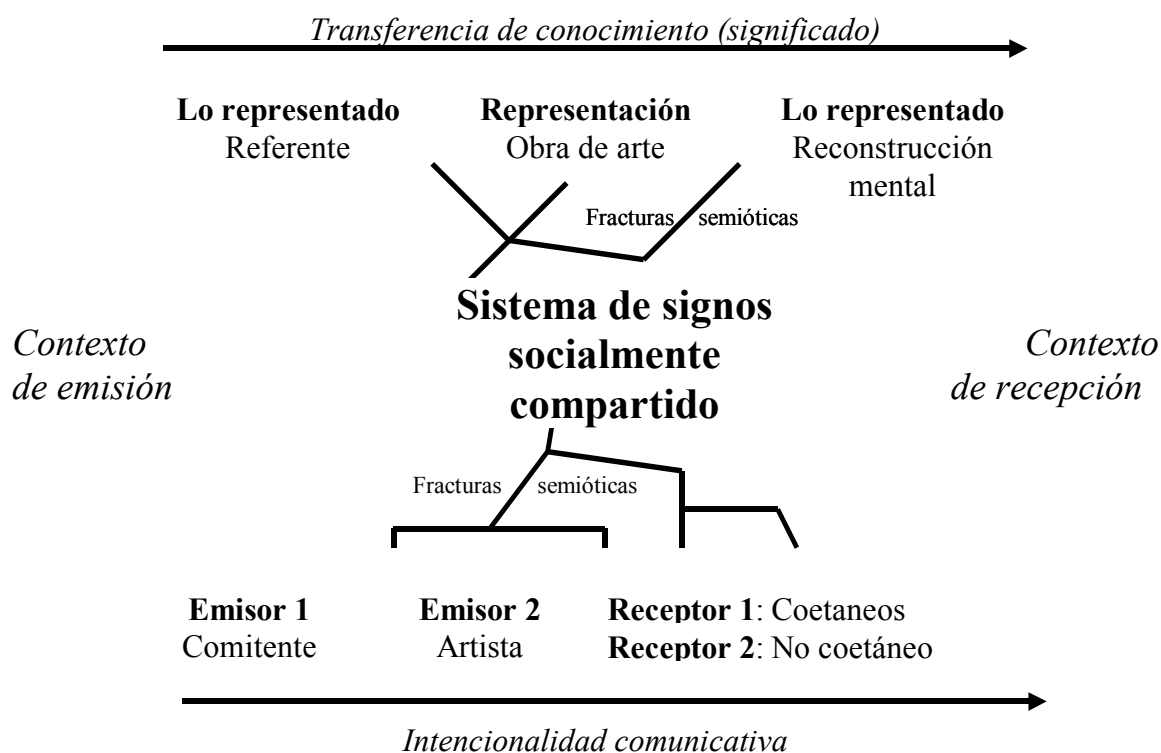 Transferencia de conocimiento (significado)
Lo representado Representación Lo representado
Referente Obra de arte Reconstrucción
mental
Fracturas semióticas
Sistema de signos
socialmente
compartido
Contexto
de emisión
Contexto
de recepción
Fracturas semióticas
Emisor 1 Emisor 2 Receptor 1: Coetaneos
Comitente Artista Receptor 2: No coetáneo
Intencionalidad comunicativa